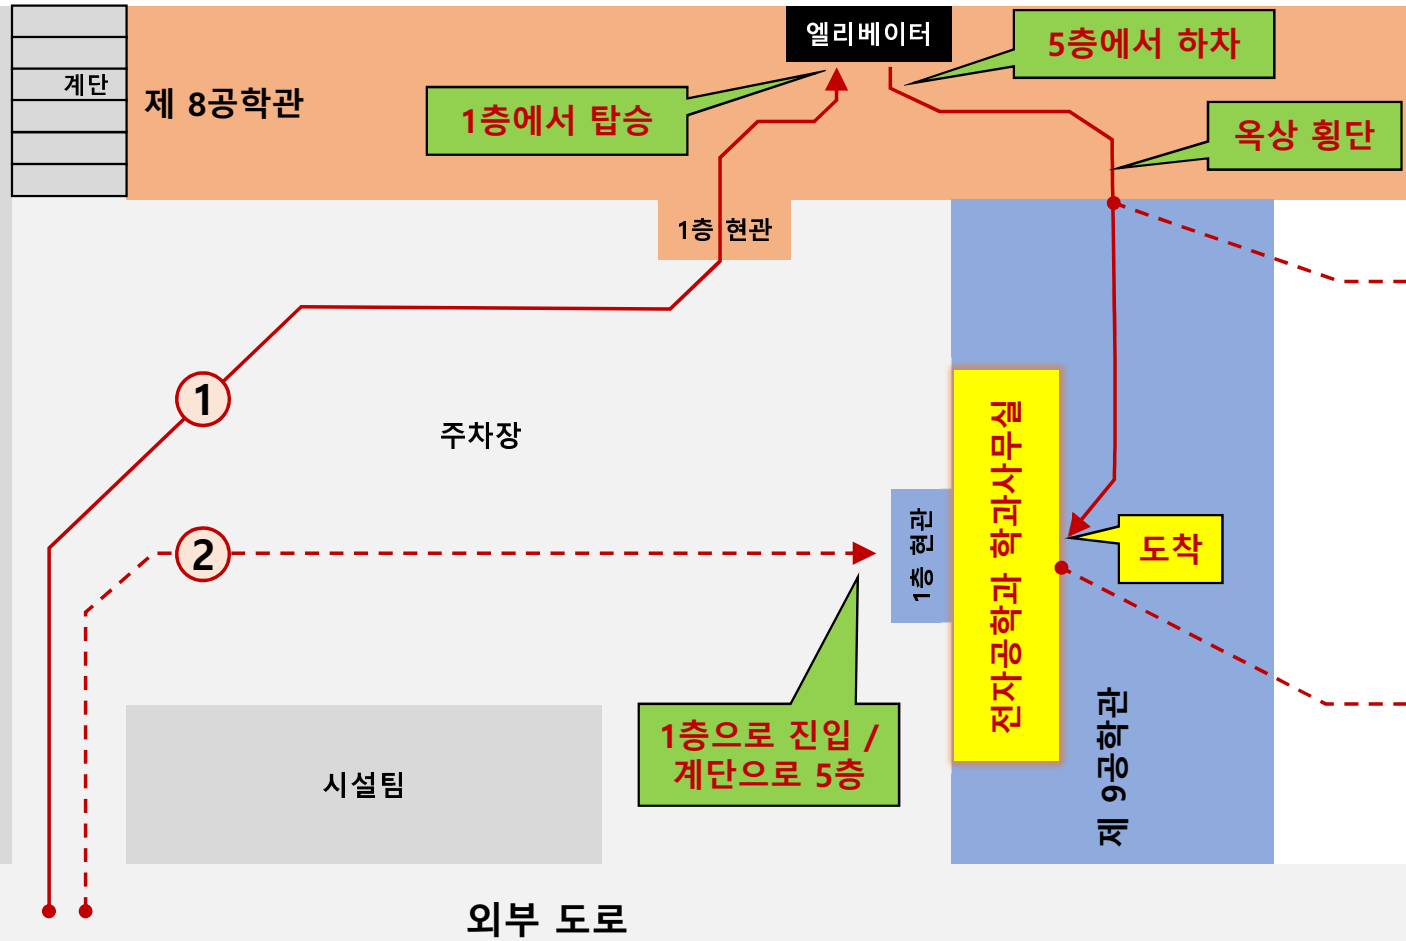 엘리베이터
5층에서 하차
계단
제 8공학관
1층에서 탑승
옥상 횡단
1층 현관
1
주차장
전자공학과 학과사무실
1층 현관
도착
2
1층으로 진입 /
계단으로 5층
제 9공학관
시설팀
외부 도로